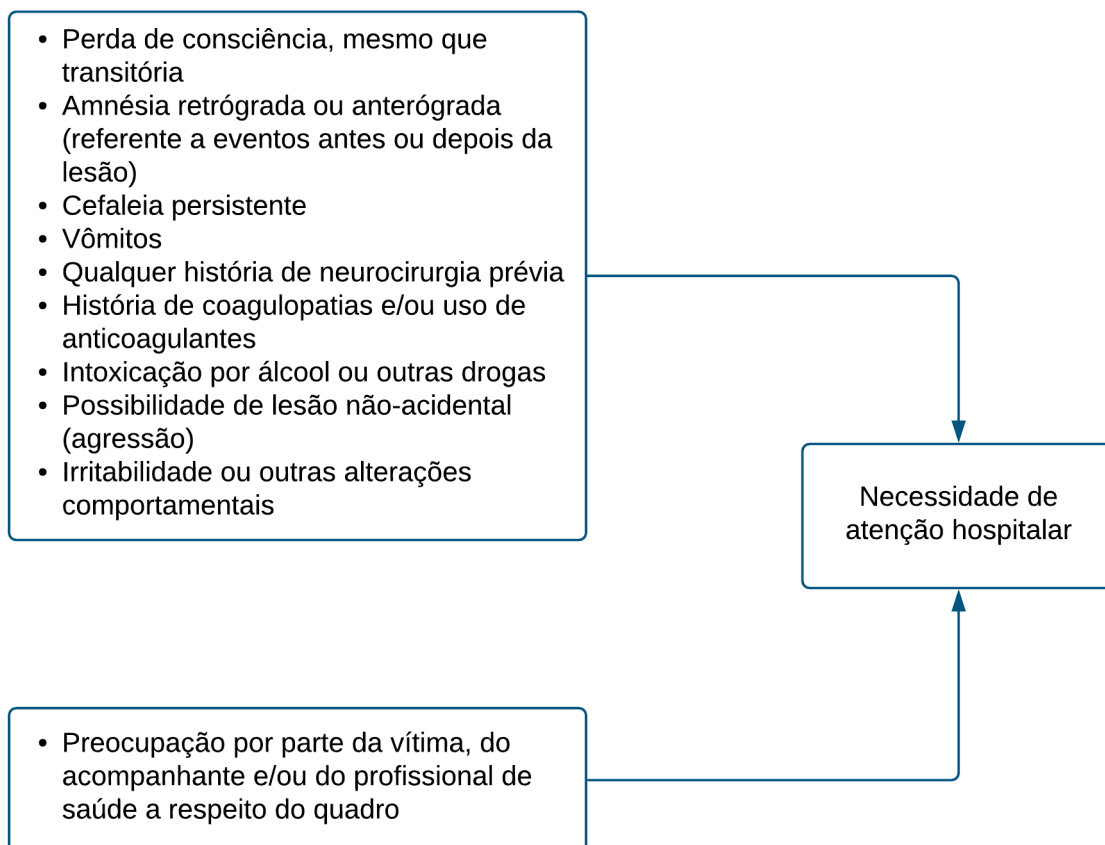 • Perda de consciência, mesmo que
transitória
• Amnésia retrógrada ou anterógrada
(referente a eventos antes ou depois da
lesão)
• Cefaleia persistente
• Vômitos
• Qualquer história de neurocirurgia prévia
• História de coagulopatias e/ou uso de
anticoagulantes
• Intoxicação por álcool ou outras drogas
• Possibilidade de lesão não-acidental
(agressão)
• Irritabilidade ou outras alterações
comportamentais
Necessidade de
atenção hospitalar
• Preocupação por parte da vítima, do
acompanhante e/ou do profissional de
saúde a respeito do quadro